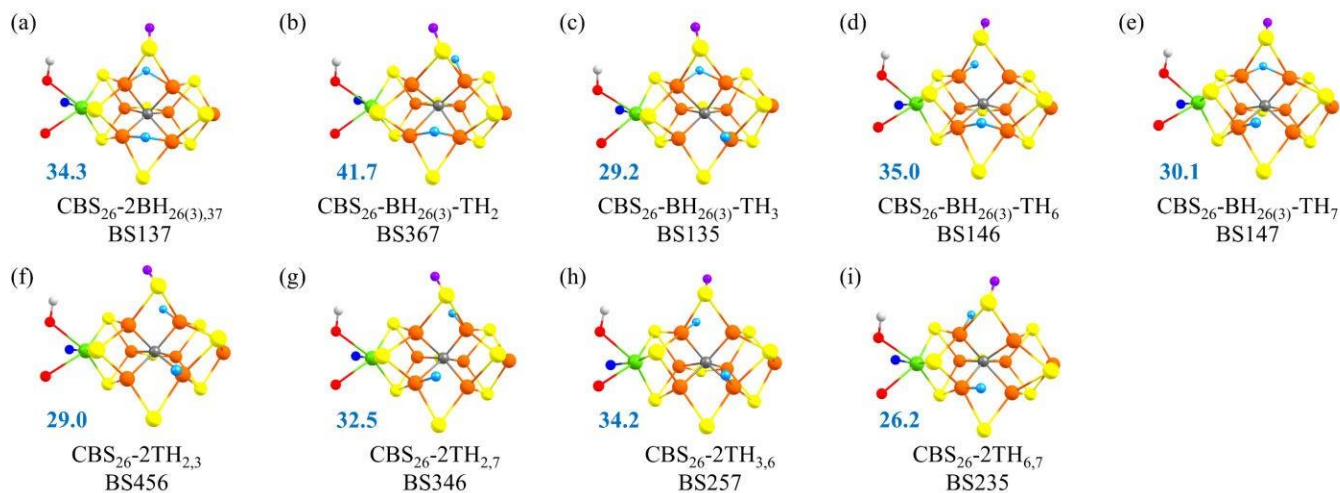 (a) (b) (c) (d) (e)
34.3 41.7 29.2 35.0 30.1
CBS₂₆-2BH₂₆₍₃₎,₃₇ CBS₂₆-BH₂₆₍₃₎-TH₂ CBS₂₆-BH₂₆₍₃₎-TH₃ CBS₂₆-BH₂₆₍₃₎-TH₆ CBS₂₆-BH₂₆₍₃₎-TH₇
BS137 BS367 BS135 BS146 BS147
(f) (g) (h) (i)
29.0 32.5 34.2 26.2
CBS₂₆-2TH₂,₃ CBS₂₆-2TH₂,₇ CBS₂₆-2TH₃,₆ CBS₂₆-2TH₆,₇
BS456 BS346 BS257 BS235